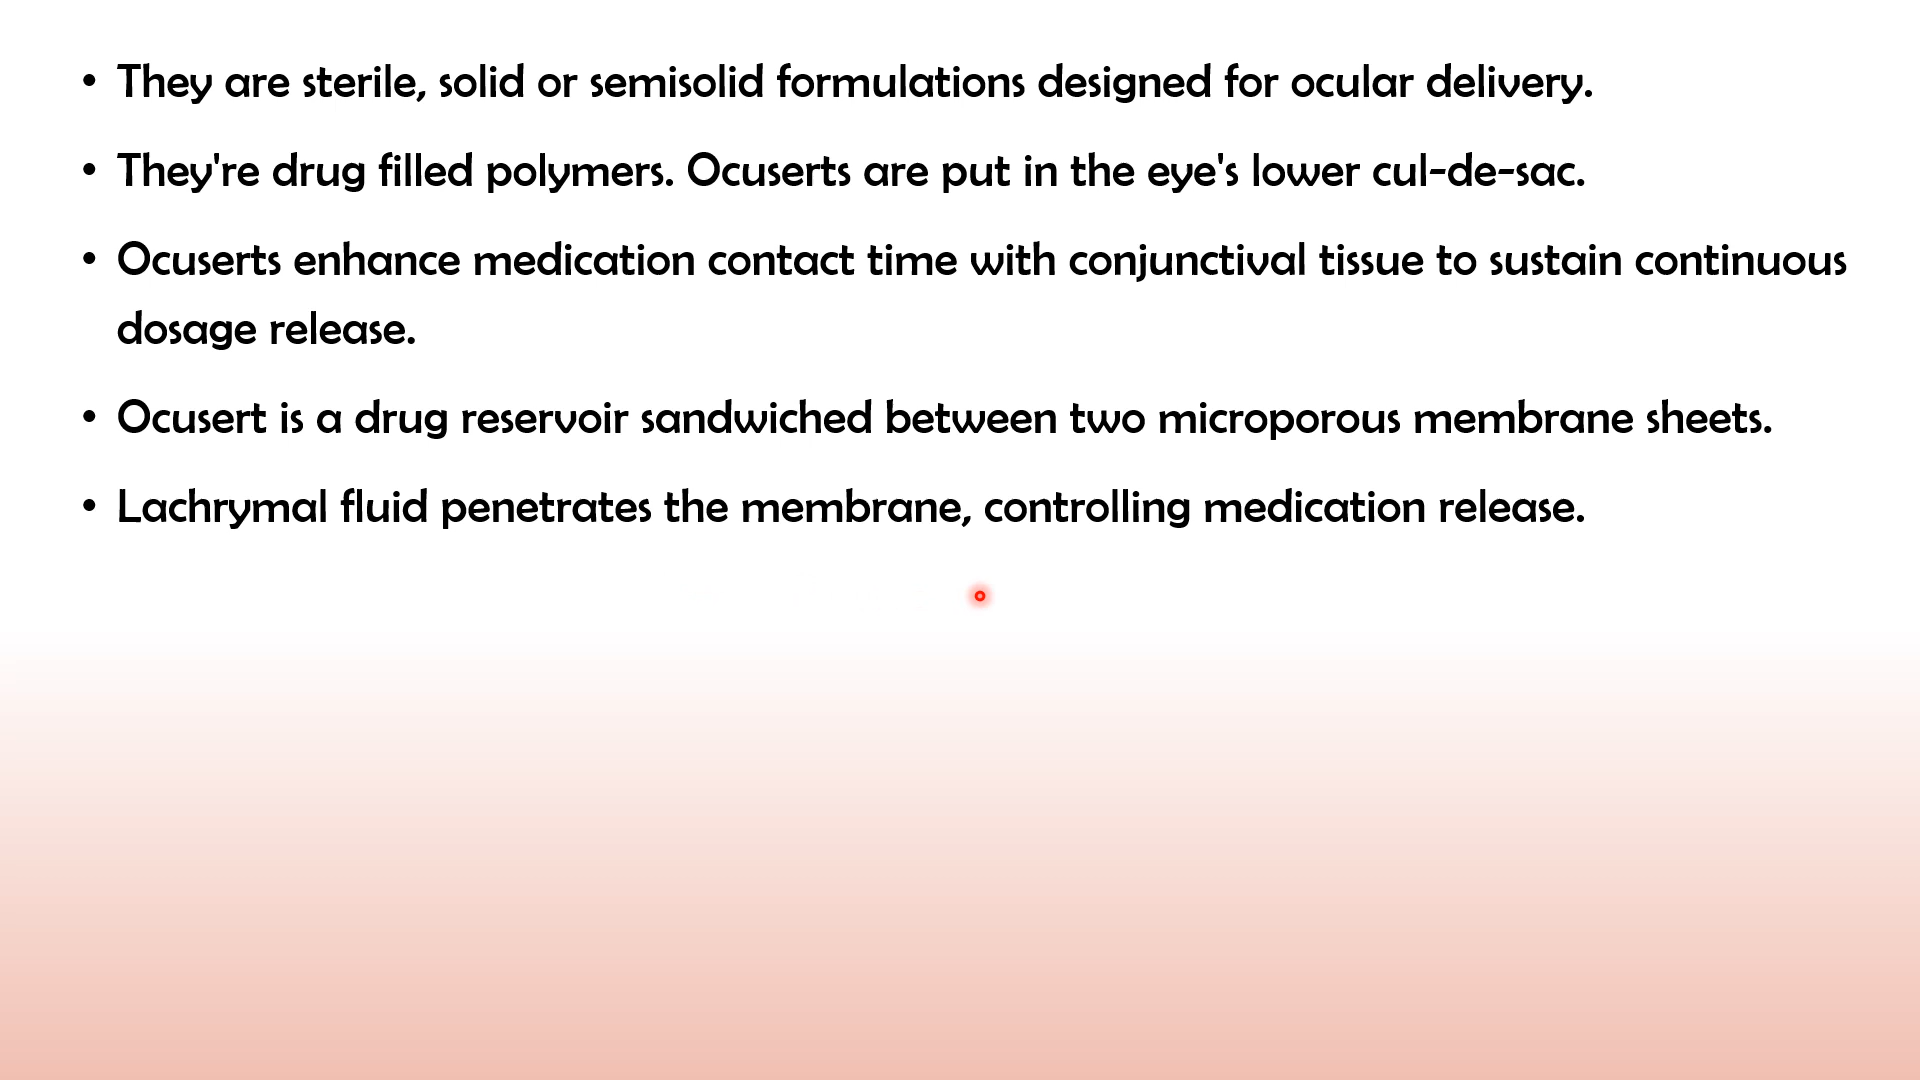 • They are sterile, solid or semisolid formulations designed for ocular delivery.
• They're drug filled polymers. Ocuserts are put in the eye's lower cul-de-sac.
• Ocuserts enhance medication contact time with conjunctival tissue to sustain continuous
dosage release.
• Ocusert is a drug reservoir sandwiched between two microporous membrane sheets.
• Lachrymal fluid penetrates the membrane, controlling medication release.